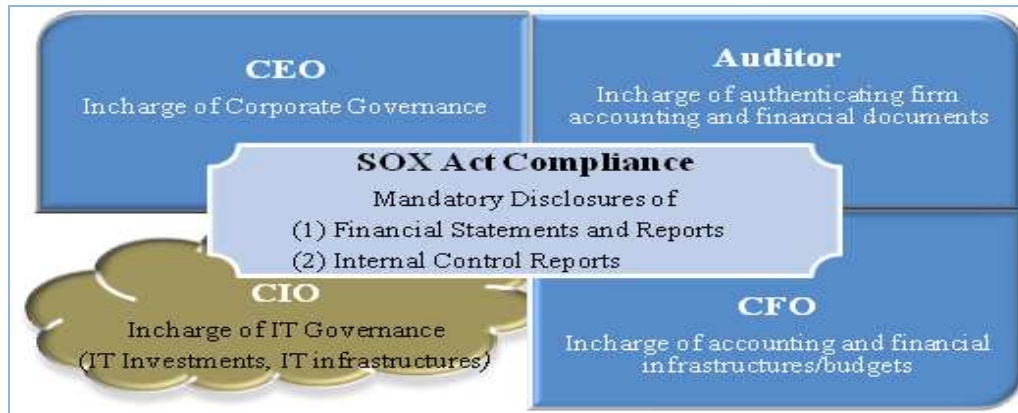 CEO
Incharge of Corporate Governance
Auditor
Incharge of authenticating firm
accounting and financial documents
SOX Act Compliance
Mandatory Disclosures of
(1) Financial Statements and Reports
(2) Internal Control Reports
CIO
Incharge of IT Governance
(IT Investments, IT infrastructures)
CFO
Incharge of accounting and financial
infrastructures/budgets